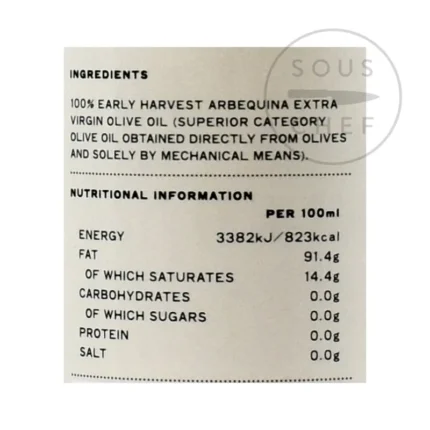 SOUS
CHEF
INGREDIENTS
100% EARLY HARVEST ARBEQUINA EXTRA
VIRGIN OLIVE OIL (SUPERIOR CATEGORY
OLIVE OIL OBTAINED DIRECTLY FROM OLIVES
AND SOLELY BY MECHANICAL MEANS).
NUTRITIONAL INFORMATION
PER 100ml
ENERGY 3382kJ/823kcal
FAT 91.4g
OF WHICH SATURATES 14.4g
CARBOHYDRATES 0.0g
OF WHICH SUGARS 0.0g
PROTEIN 0.0g
SALT 0.0g